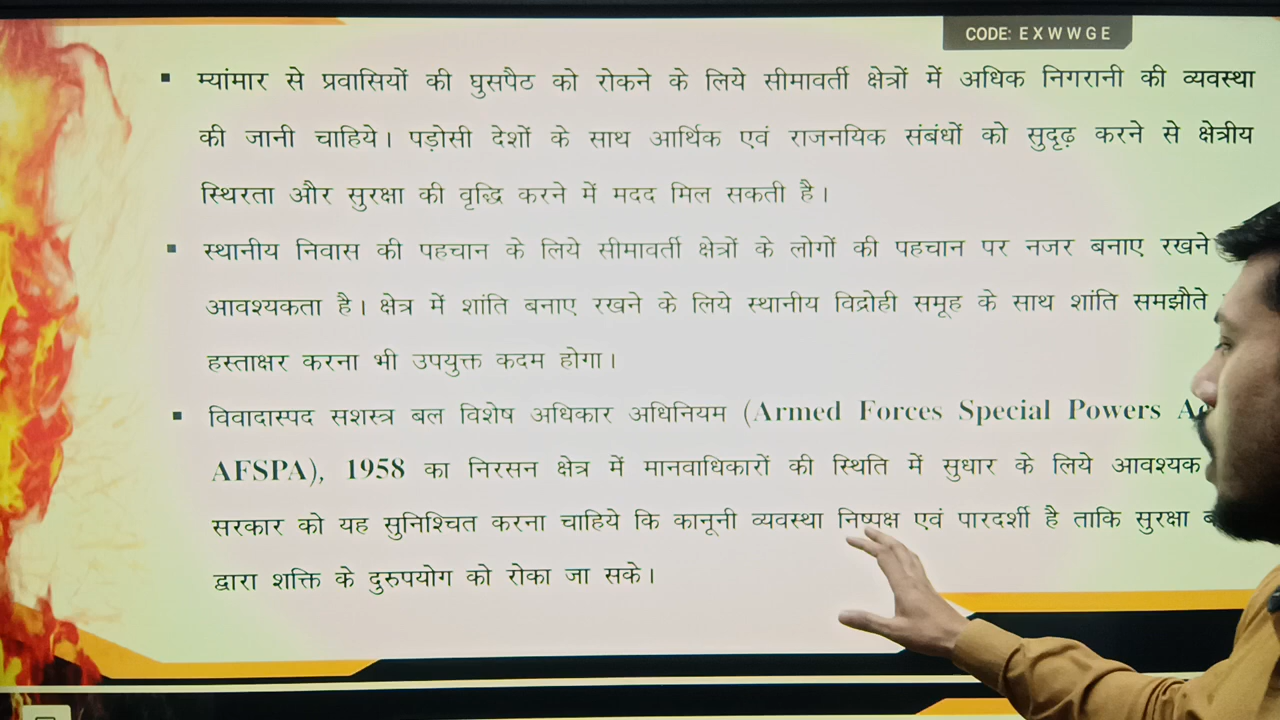 CODE: E X W W G E
▪ म्यांमार से प्रवासियों की घुसपैठ को रोकने के लिये सीमावर्ती क्षेत्रों में अधिक निगरानी की व्यवस्था
की जानी चाहिये। पड़ोसी देशों के साथ आर्थिक एवं राजनयिक संबंधों को सुदृढ़ करने से क्षेत्रीय
स्थिरता और सुरक्षा की वृद्धि करने में मदद मिल सकती है।
▪ स्थानीय निवास की पहचान के लिये सीमावर्ती क्षेत्रों के लोगों की पहचान पर नजर बनाए रखने
आवश्यकता है। क्षेत्र में शांति बनाए रखने के लिये स्थानीय विद्रोही समूह के साथ शांति समझौते
हस्ताक्षर करना भी उपयुक्त कदम होगा।
▪ विवादास्पद सशस्त्र बल विशेष अधिकार अधिनियम (Armed Forces Special Powers
AFSPA), 1958 का निरसन क्षेत्र में मानवाधिकारों की स्थिति में सुधार के लिये आवश्यक
सरकार को यह सुनिश्चित करना चाहिये कि कानूनी व्यवस्था निष्पक्ष एवं पारदर्शी है ताकि सुरक्षा
द्वारा शक्ति के दुरुपयोग को रोका जा सके।